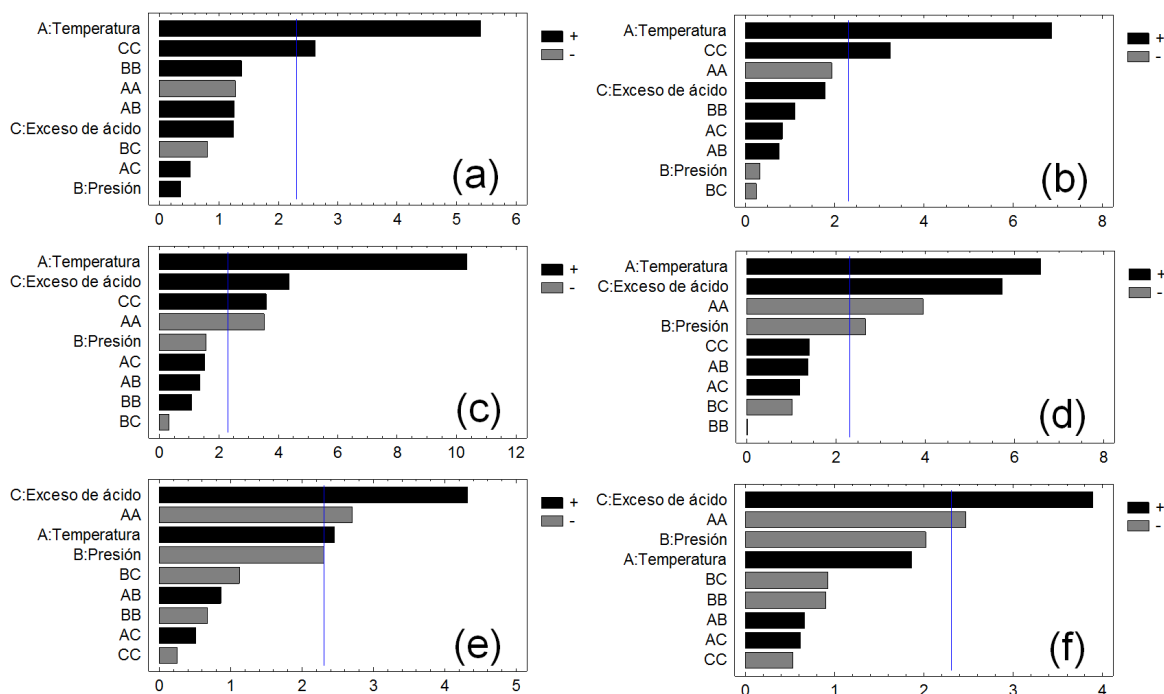 A:Temperatura
CC
BB
AA
AB
C:Exceso de ácido
BC
AC
B:Presión
0 1 2 3 4 5 6
+
-
(a)
A:Temperatura
CC
AA
C:Exceso de ácido
BB
AC
AB
B:Presión
BC
0 2 4 6 8
+
-
(b)
A:Temperatura
C:Exceso de ácido
CC
AA
B:Presión
AC
AB
BB
BC
0 2 4 6 8 10 12
+
-
(c)
A:Temperatura
C:Exceso de ácido
AA
B:Presión
CC
AB
AC
BC
BB
0 2 4 6 8
+
-
(d)
C:Exceso de ácido
AA
A:Temperatura
B:Presión
BC
AB
BB
AC
CC
0 1 2 3 4 5
+
-
(e)
C:Exceso de ácido
AA
B:Presión
A:Temperatura
BC
BB
AB
AC
CC
0 1 2 3 4
+
-
(f)